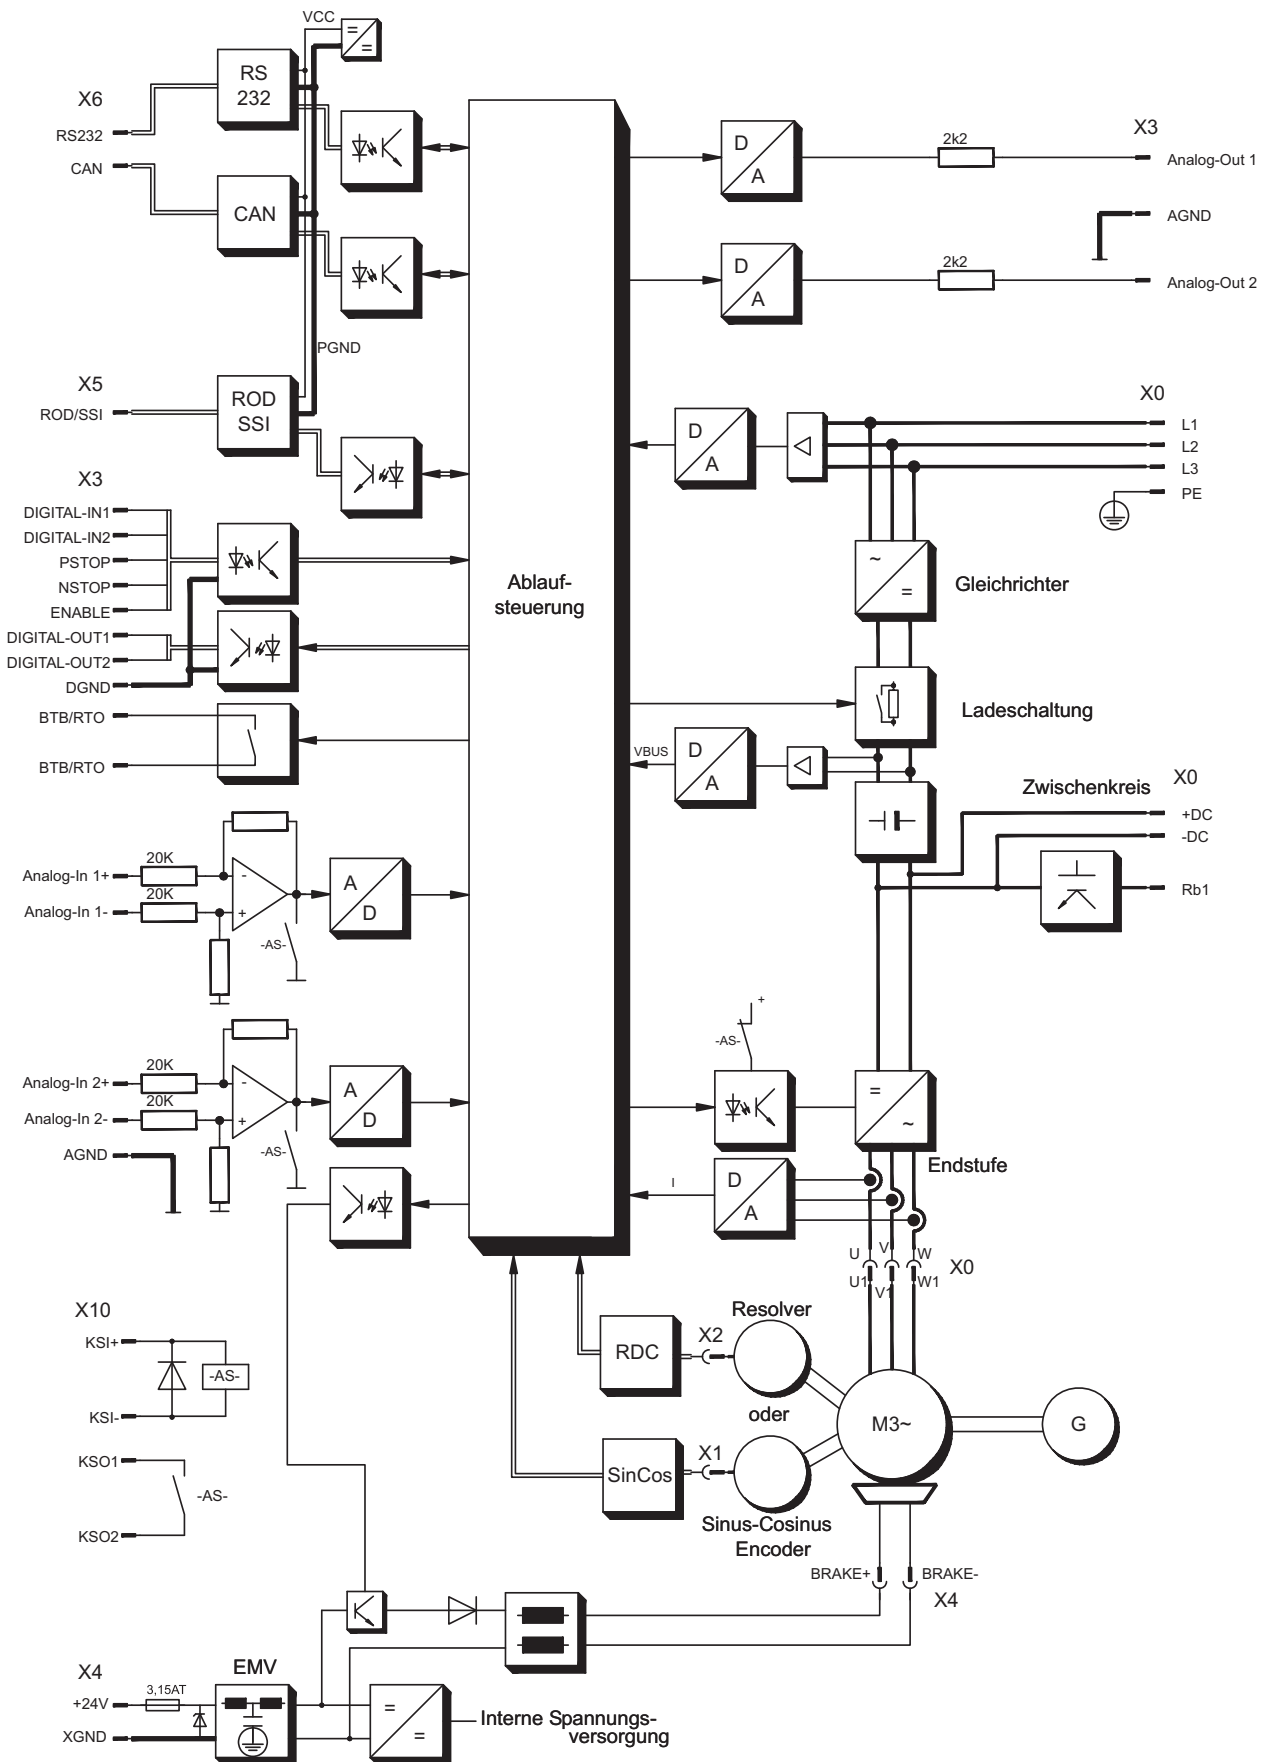 VCC
X6
RS
232
RS232
CAN
CAN
PGND
X5
ROD/SSI
ROD
SSI
X3
DIGITAL-IN1
DIGITAL-IN2
PSTOP
NSTOP
ENABLE
DIGITAL-OUT1
DIGITAL-OUT2
DGND
BTB/RTO
BTB/RTO
20K
Analog-In 1+
20K
Analog-In 1-
-
+
-AS-
A
D
20K
Analog-In 2+
20K
Analog-In 2-
-
+
-AS-
A
D
AGND
Ablauf-
steuerung
D
A
2k2
X3
Analog-Out 1
AGND
D
A
2k2
Analog-Out 2
X0
D
A
L1
L2
L3
PE
~
=
Gleichrichter
Ladeschaltung
VBUS
D
A
Zwischenkreis
X0
+DC
-DC
Rb1
+
-AS-
=
~
Endstufe
I
D
A
U
V
W
X0
U1
V1
W1
X10
KSI+
-AS-
KSI-
KSO1
-AS-
KSO2
Resolver
RDC
X2
oder
M3~
G
SinCos
X1
Sinus-Cosinus
Encoder
BRAKE+
BRAKE-
X4
X4
EMV
3,15AT
+24V
XGND
=
=
Interne Spannungs-
versorgung
=
=